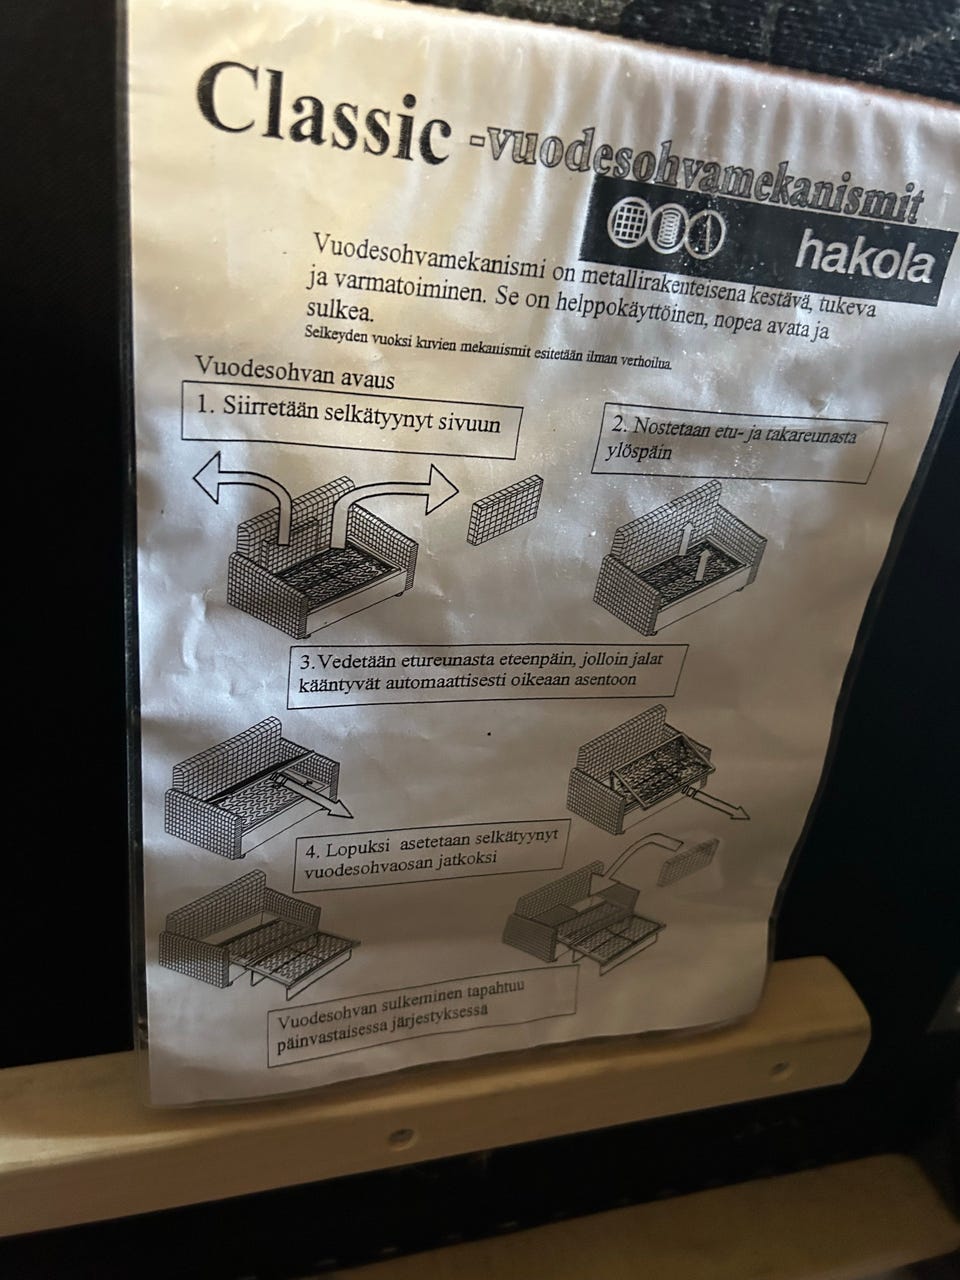 Classic -vuodesohvamekanismit
hakola
Vuodesohvamekanismi on metallirakenteisena kestävä, tukeva
ja varmatoiminen. Se on helppokäyttöinen, nopea avata ja
sulkea.
Selkeyden vuoksi kuvien mekanismit esitetään ilman verhoilua.
Vuodesohvan avaus
1. Siirretään selkätyynyt sivuun
2. Nostetaan etu- ja takareunasta
ylöspäin
3.Vedetään etureunasta eteenpäin, jolloin jalat
kääntyvät automaattisesti oikeaan asentoon
4. Lopuksi asetetaan selkätyynyt
vuodesohvaosan jatkoksi
Vuodesohvan sulkeminen tapahtuu
päinvastaisessa järjestyksessä